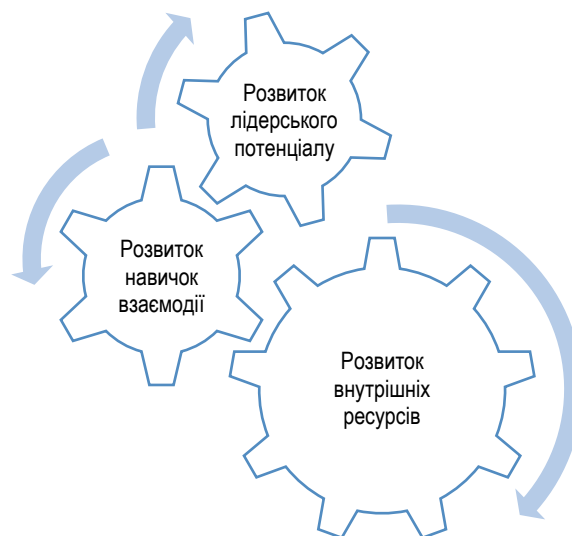 Розвиток
лідерського
потенціалу
Розвиток
навичок
взаємодії
Розвиток
внутрішніх
ресурсів